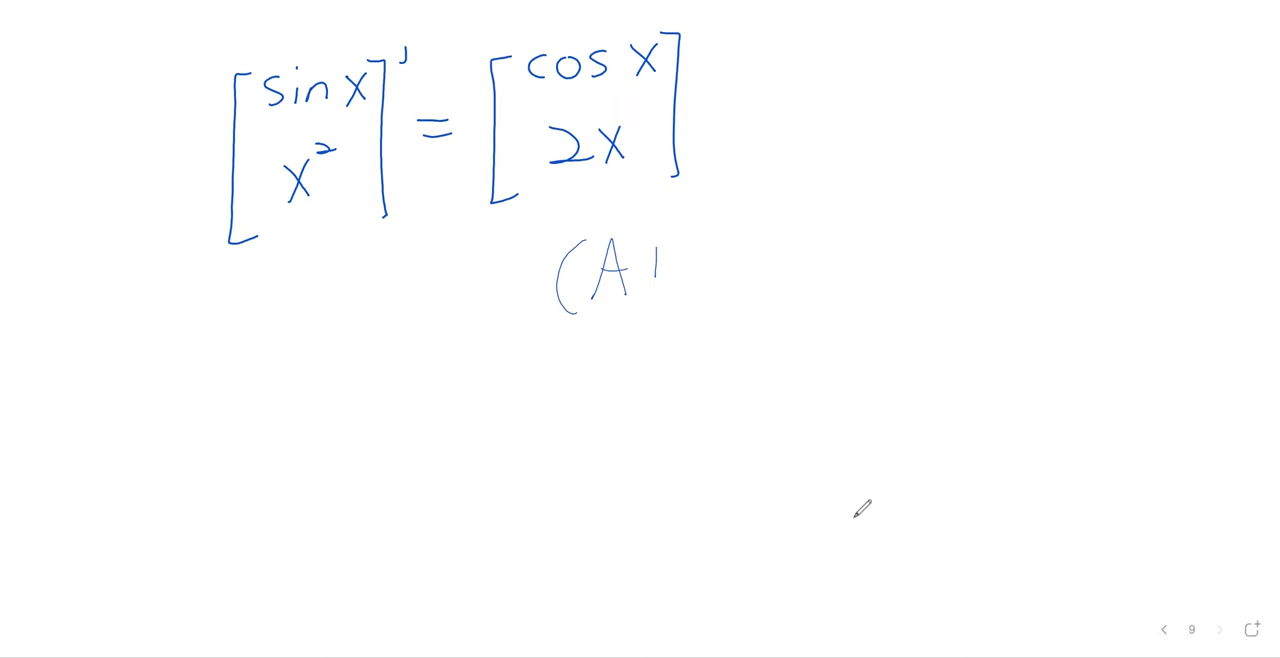 [sin x]' = [cos x]
[x²] [2x]
(A I
9